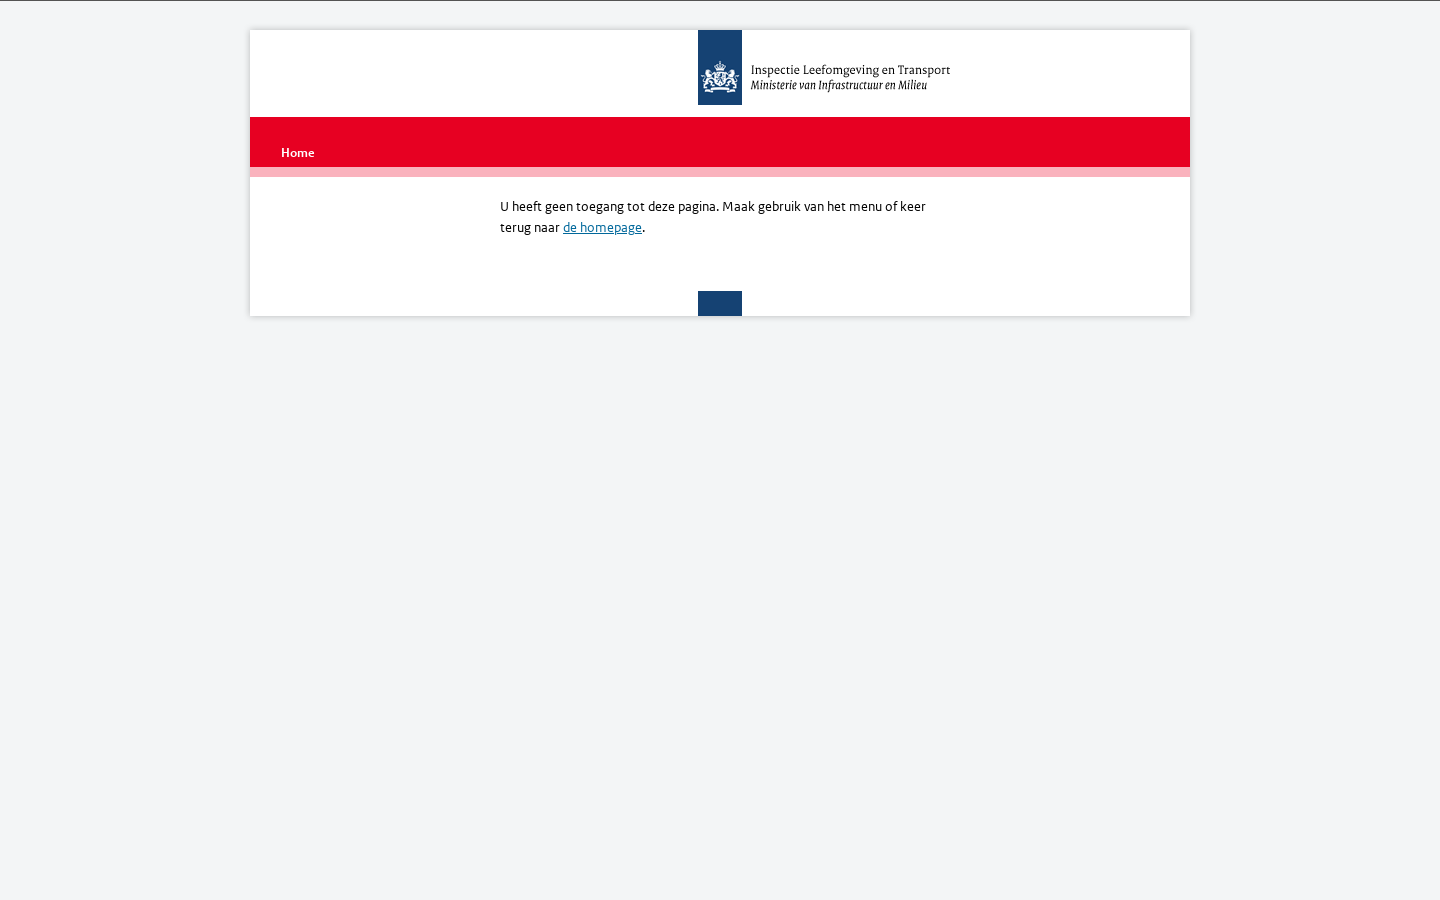 Inspectie Leefomgeving en Transport
Ministerie van Infrastructuur en Milieu
Home
U heeft geen toegang tot deze pagina. Maak gebruik van het menu of keer
terug naar de homepage.